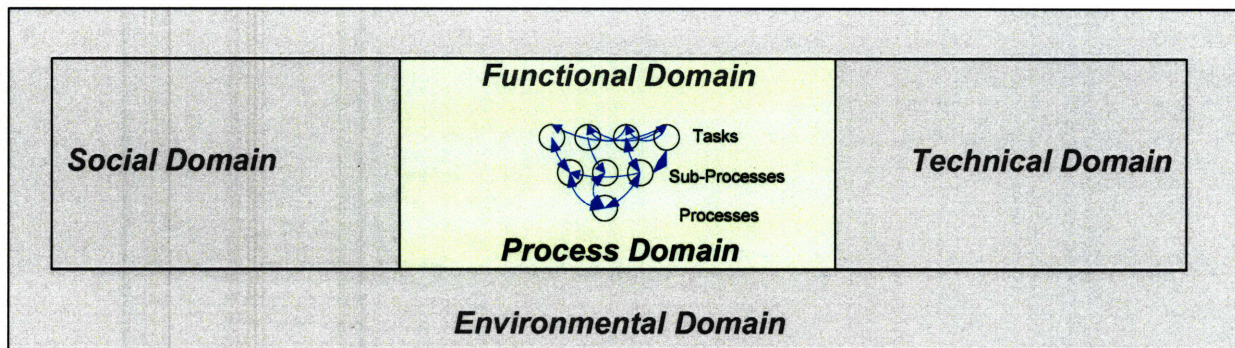 Functional Domain
Tasks
Social Domain
Technical Domain
Sub-Processes
Processes
Process Domain
Environmental Domain